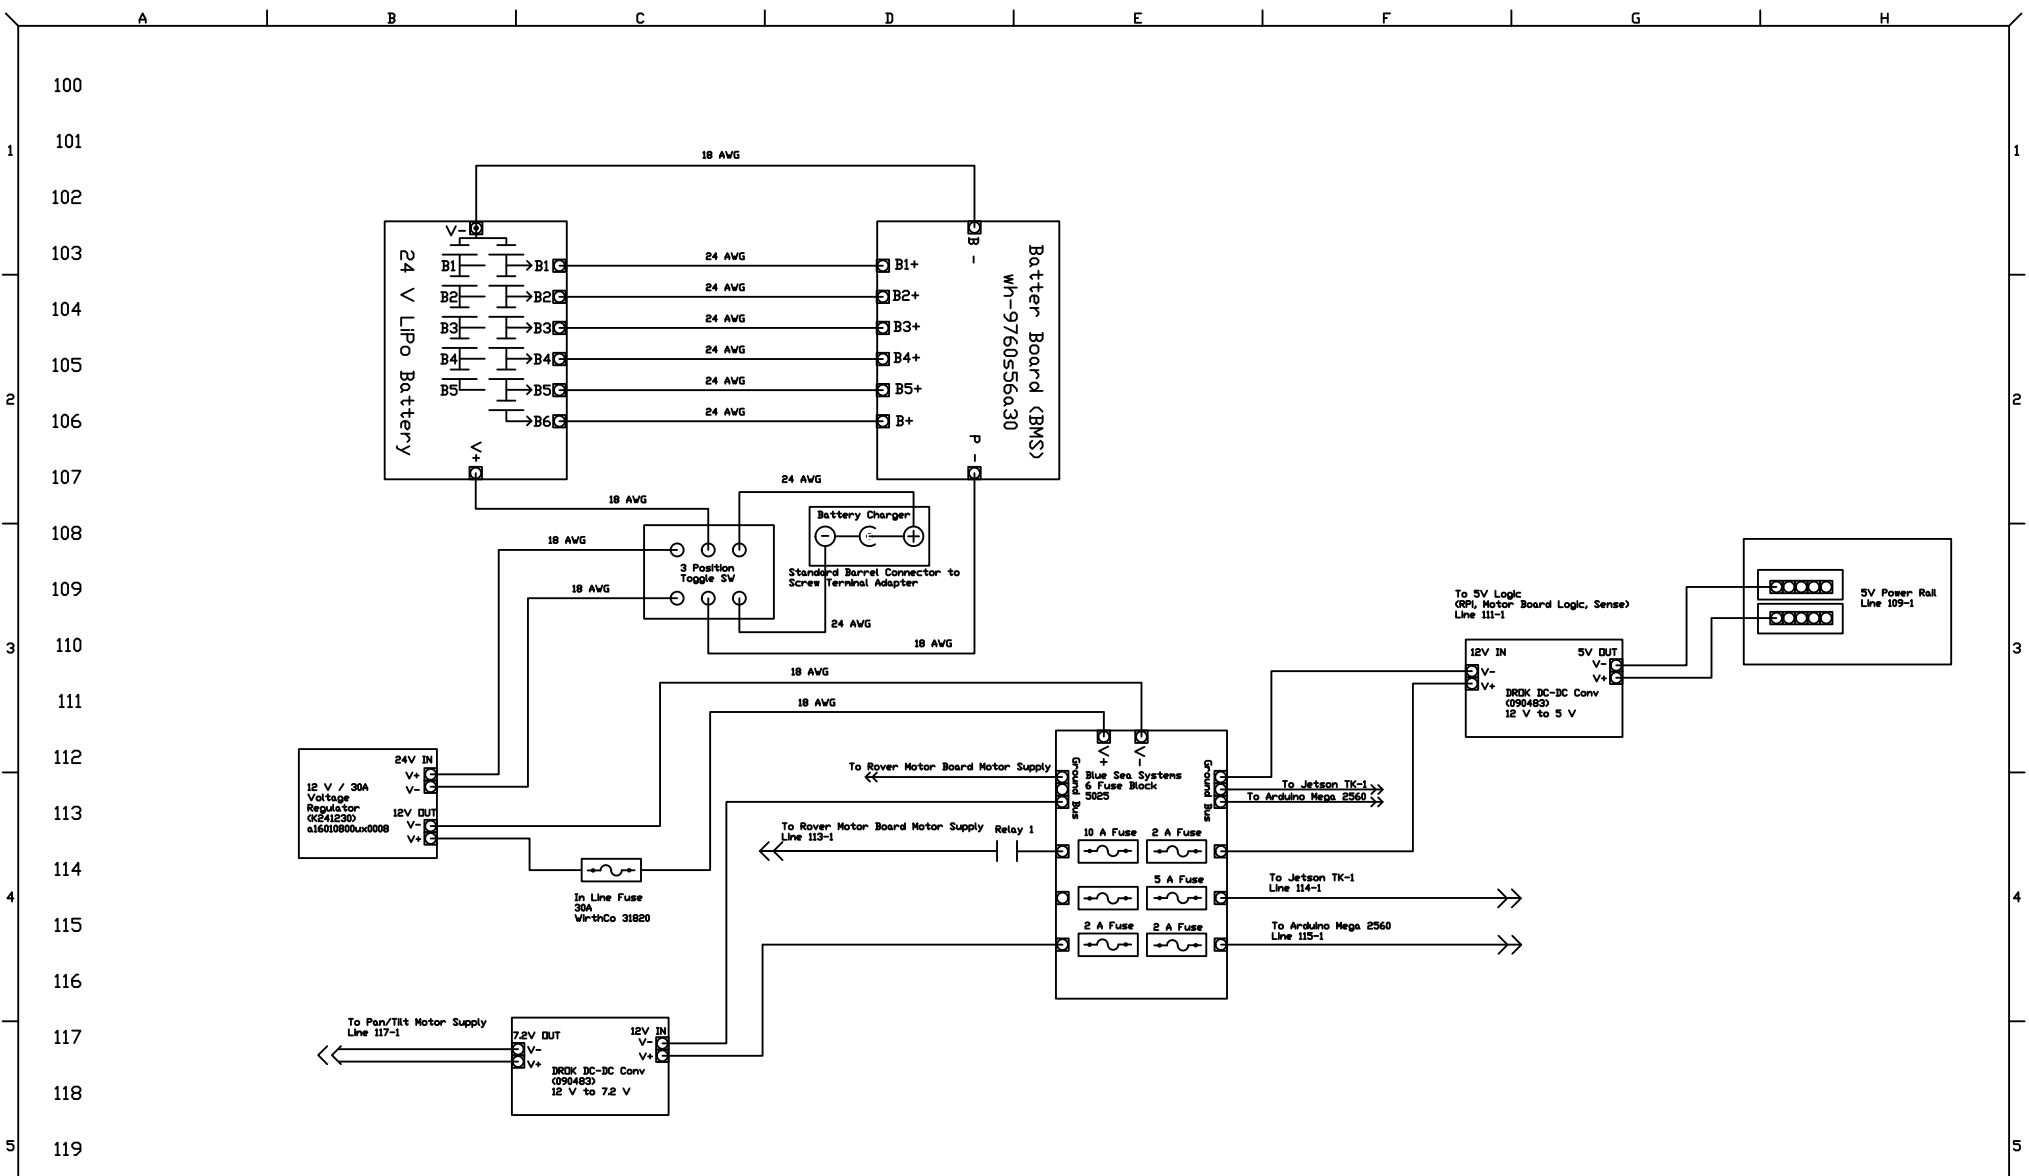 A B C D E F G H
100
101
1 1
18 AWG
102
V- B -
103
24 V LiPo Battery
B1 B1 24 AWG B1+
B2 B2 24 AWG B2+
104
B3 B3 24 AWG B3+
B4 B4 24 AWG B4+
105
B5 B5 24 AWG B5+
2 2
106
B6 24 AWG B+
Batter Board (BMS)
wh-9760s56a30
V+ P -
107
18 AWG
24 AWG
Battery Charger
- +
108
18 AWG
3 Position
Toggle SW
Standard Barrel Connector to
Screw Terminal Adapter
109
18 AWG
24 AWG
18 AWG
To 5V Logic
(RPI, Motor Board Logic, Sense)
Line 111-1
5V Power Rail
Line 109-1
110
3 3
12V IN 5V OUT
V- V-
V+ V+
DROK DC-DC Conv
(090483)
12 V to 5 V
18 AWG
111
18 AWG
112
24V IN
V+
V-
12 V / 30A
Voltage
Regulator
(K241230)
a16010800ux0008
12V OUT
V-
V+
V+ V-
To Rover Motor Board Motor Supply
Ground Bus
Blue Sea Systems
6 Fuse Block
5025
Ground Bus
To Jetson TK-1
To Arduino Mega 2560
113
To Rover Motor Board Motor Supply
Line 113-1
Relay 1
10 A Fuse 2 A Fuse
114
In Line Fuse
30A
WirthCo 31820
5 A Fuse
To Jetson TK-1
Line 114-1
4 4
115
2 A Fuse 2 A Fuse
To Arduino Mega 2560
Line 115-1
116
To Pan/Tilt Motor Supply
Line 117-1
117
7.2V OUT 12V IN
V- V-
V+ V+
DROK DC-DC Conv
(090483)
12 V to 7.2 V
118
5 5
119